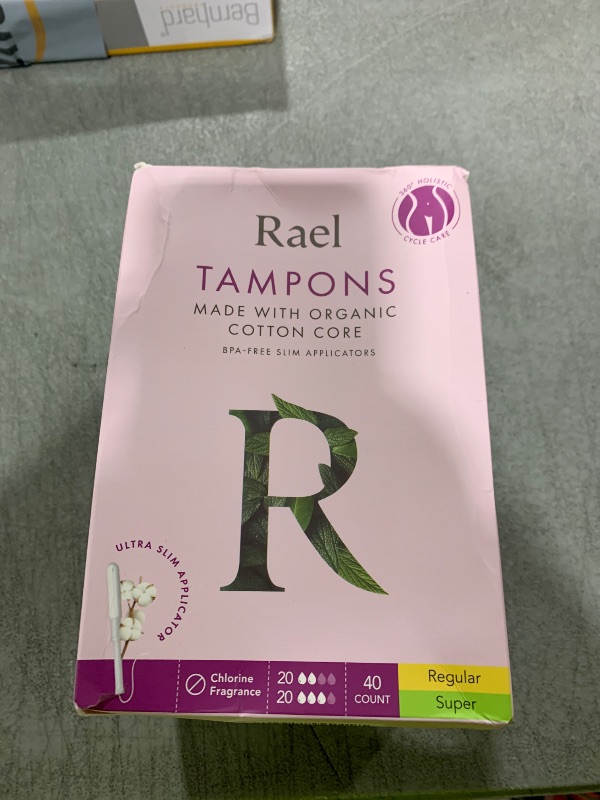 Bernhard
360° HOLISTIC
CYCLE CARE
Rael
TAMPONS
MADE WITH ORGANIC
COTTON CORE
BPA-FREE SLIM APPLICATORS
ULTRA SLIM APPLICATOR
Chlorine
Fragrance
20
20
40
COUNT
Regular
Super